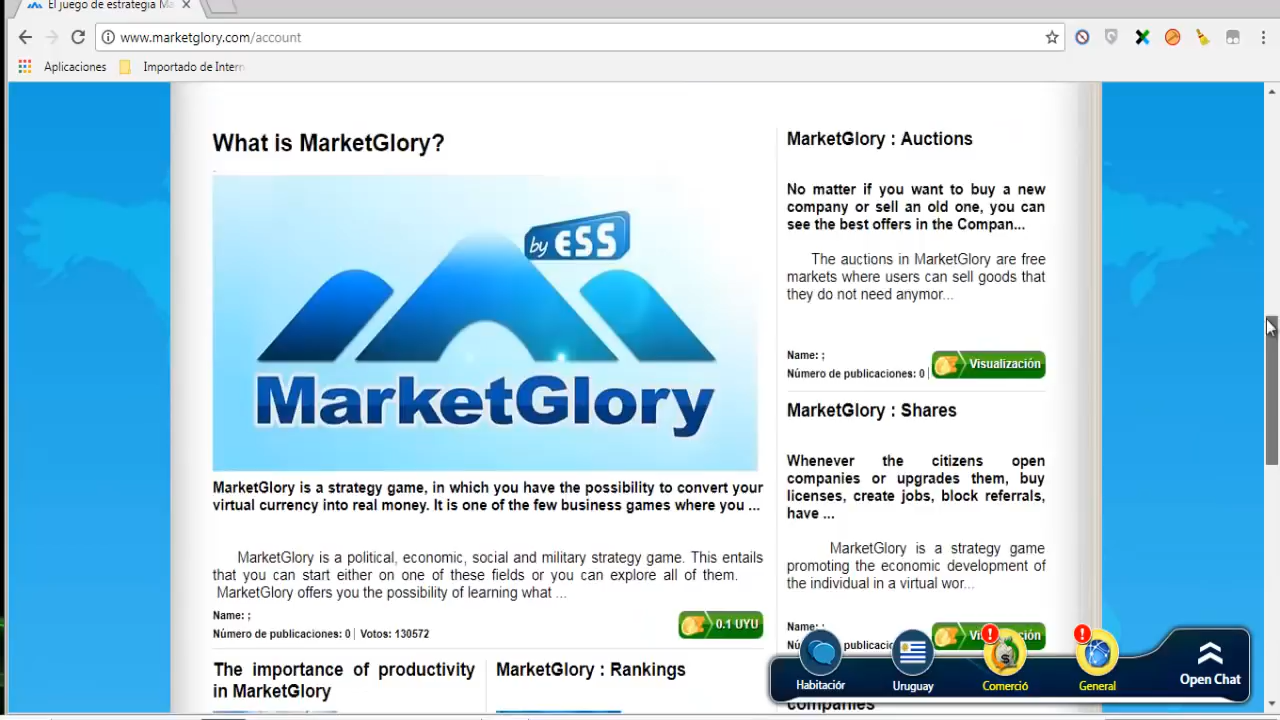 El juego de estrategia Ma
www.marketglory.com/account
Aplicaciones
Importado de Intern
What is MarketGlory?
by ESS
MarketGlory
MarketGlory is a strategy game, in which you have the possibility to convert your
virtual currency into real money. It is one of the few business games where you ...
MarketGlory is a political, economic, social and military strategy game. This entails
that you can start either on one of these fields or you can explore all of them.
MarketGlory offers you the possibility of learning what ...
Name: ;
Número de publicaciones: 0 | Votos: 130572
0.1 UYU
The importance of productivity
in MarketGlory
MarketGlory : Rankings
MarketGlory : Auctions
No matter if you want to buy a new
company or sell an old one, you can
see the best offers in the Compan...
The auctions in MarketGlory are free
markets where users can sell goods that
they do not need anymor...
Name: ;
Número de publicaciones: 0 |
Visualización
MarketGlory : Shares
Whenever the citizens open
companies or upgrades them, buy
licenses, create jobs, block referrals,
have ...
MarketGlory is a strategy game
promoting the economic development of
the individual in a virtual wor...
Name:
publicacion
companies
Habitación
Uruguay
Comerció
General
Open Chat